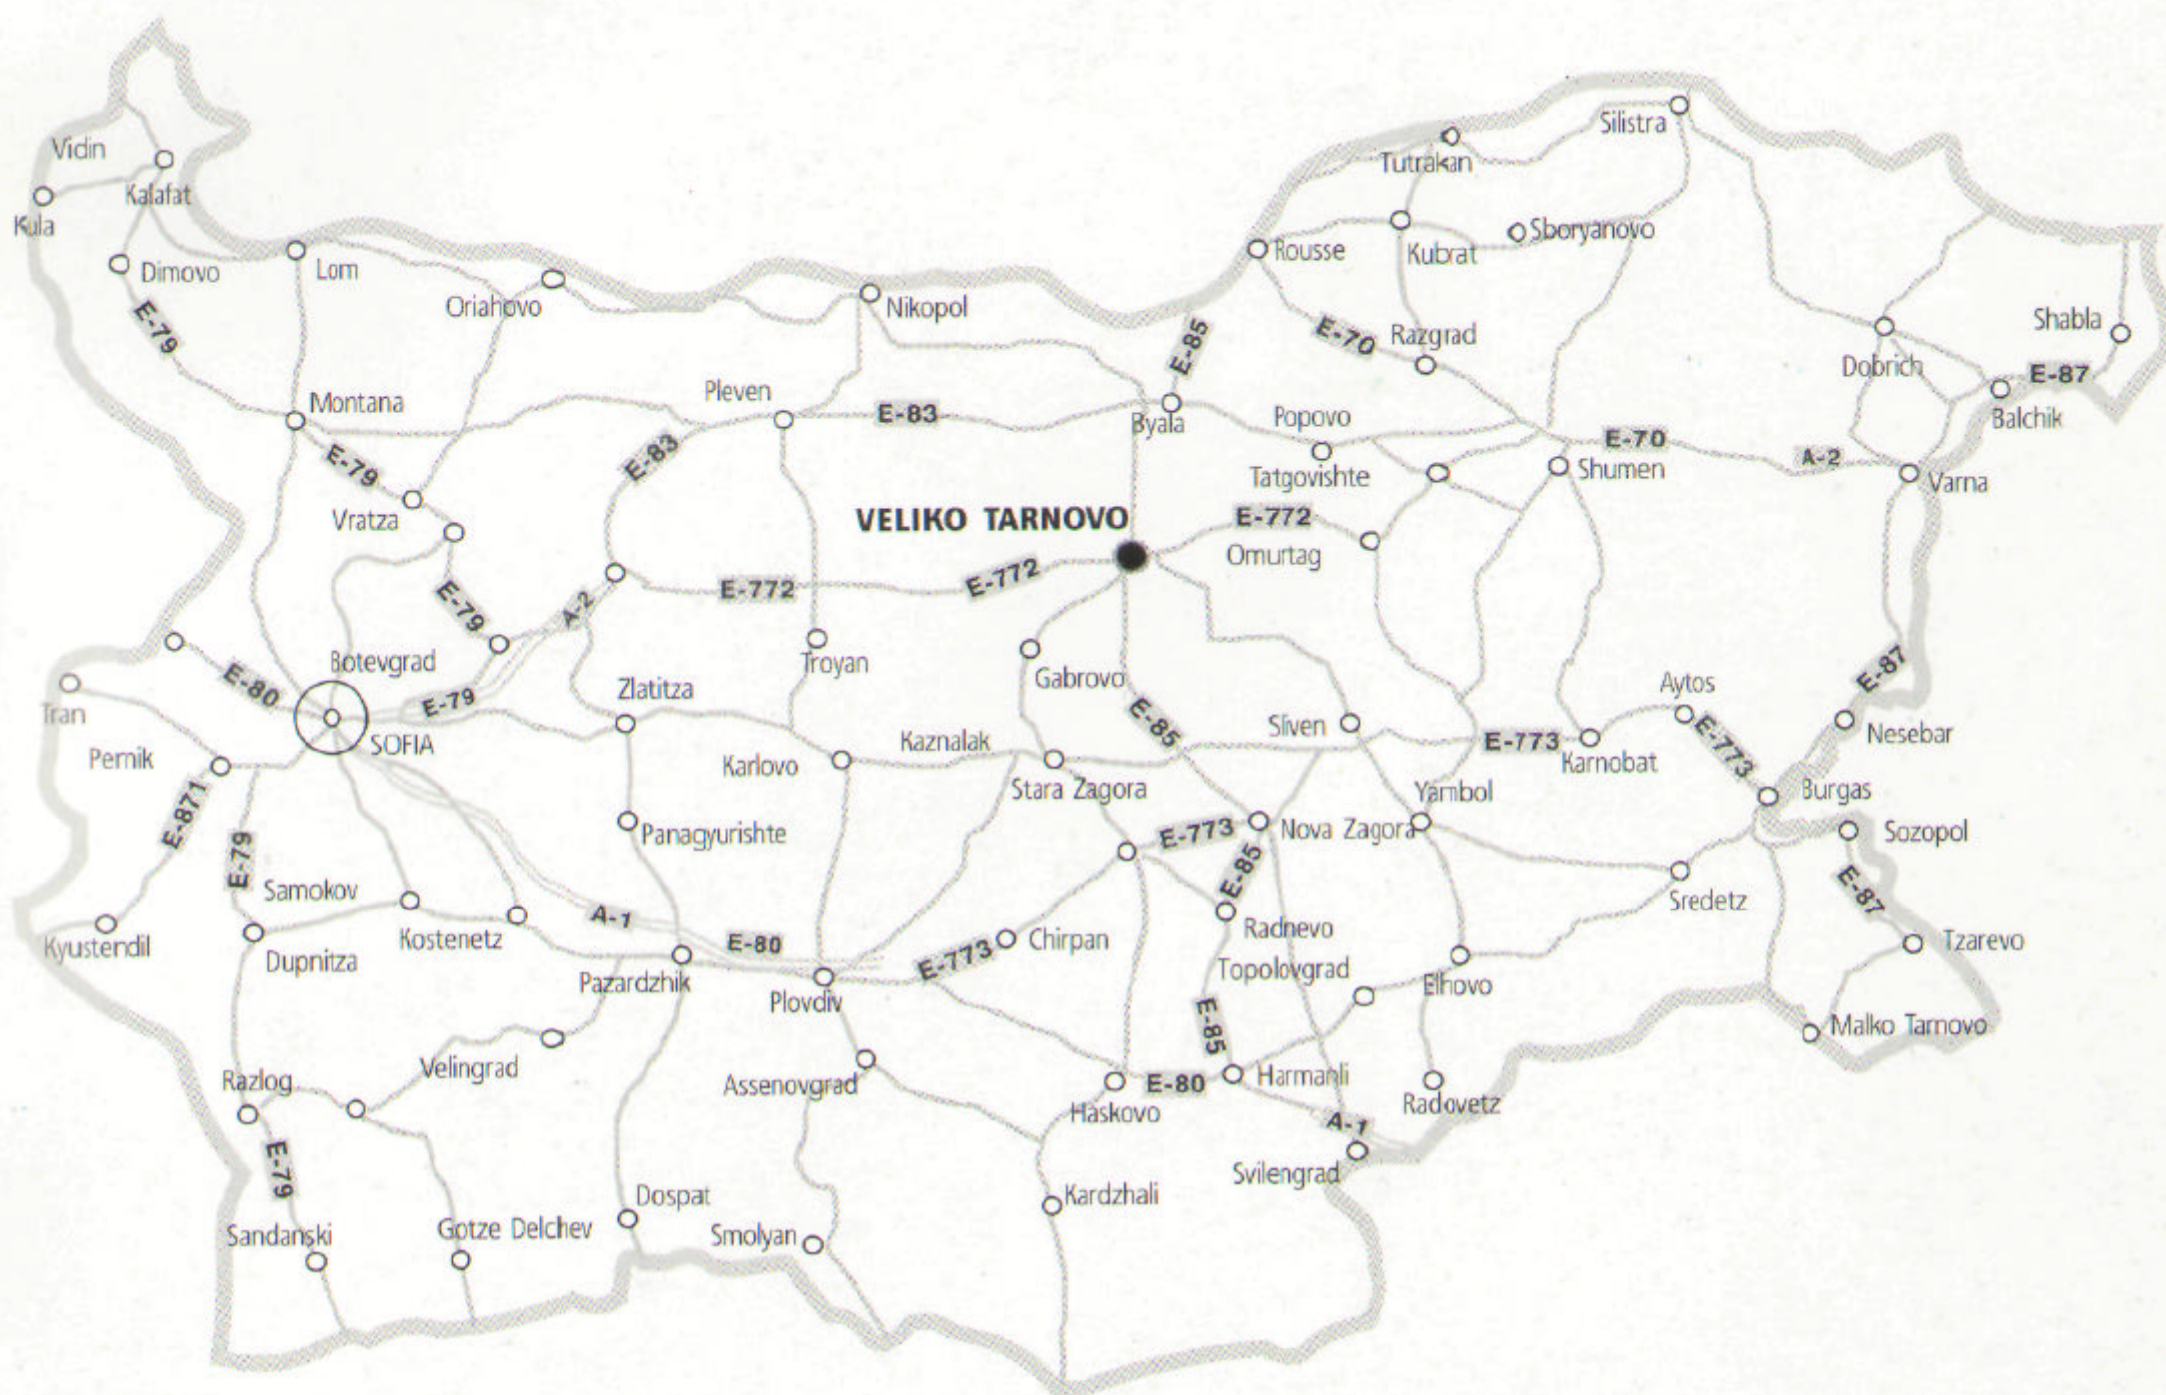 Silistra
Tutrakan
Vidin
Kalafat
Kula
Sboryanovo
Rousse
Kubrat
Dimovo
Lom
Oriahovo
Nikopol
Shabla
E-79
E-85
E-70
Razgrad
Dobrich
E-87
Balchik
Montana
Pleven
E-83
Byala
Popovo
E-70
A-2
E-79
E-83
Tatgovishte
Shumen
Varna
Vratza
VELIKO TARNOVO
E-772
Omurtag
E-79
A-2
E-772
E-772
Botevgrad
Troyan
Gabrovo
E-80
E-79
Zlatitza
Aytos
E-87
Tran
SOFIA
E-85
Sliven
E-773
Karnobat
E-773
Nesebar
Pernik
Karlovo
Kaznalak
Stara Zagora
Yambol
Burgas
E-871
Panagyurishte
E-773
Nova Zagora
Sozopol
E-79
E-85
E-87
Samokov
Sredetz
Kyustendil
Dupnitza
Kostenetz
A-1
E-80
E-773
Chirpan
Radnevo
Tzarevo
Pazardzhik
Plovdiv
Topolovgrad
Elhovo
E-85
Malko Tarnovo
Velingrad
Razlog
Assenovgrad
Haskovo
E-80
Harmanli
Radovetz
A-1
E-79
Svilengrad
Dospat
Kardzhali
Sandanski
Gotze Delchev
Smolyan